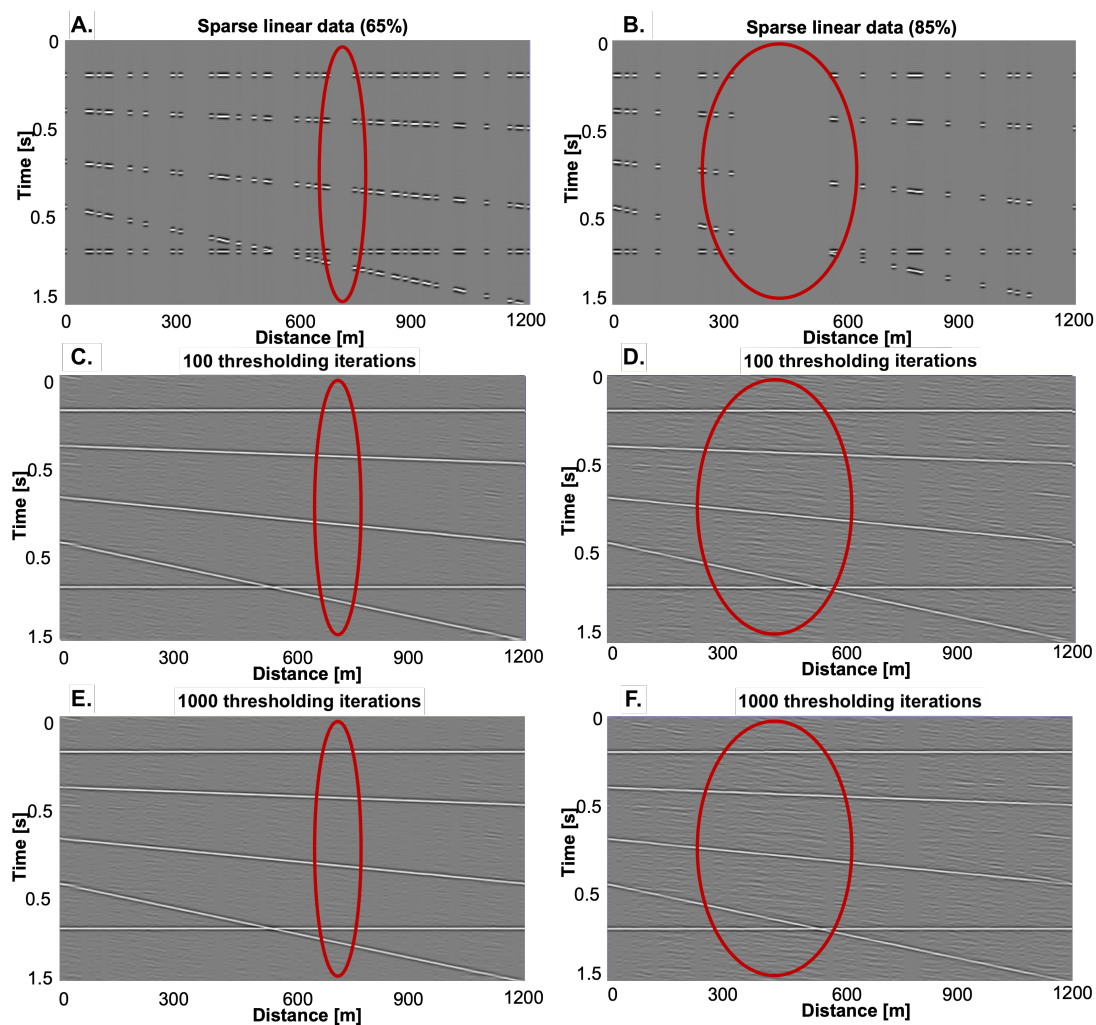 A.
Sparse linear data (65%)
0
0.5
0.5
1.5
Time [s]
0 300 600 900 1200
Distance [m]
B.
Sparse linear data (85%)
0
0.5
0.5
1.5
Time [s]
0 300 600 900 1200
Distance [m]
C.
100 thresholding iterations
0
0.5
0.5
1.5
Time [s]
0 300 600 900 1200
Distance [m]
D.
100 thresholding iterations
0
0.5
0.5
1.5
Time [s]
0 300 600 900 1200
Distance [m]
E.
1000 thresholding iterations
0
0.5
0.5
1.5
Time [s]
0 300 600 900 1200
Distance [m]
F.
1000 thresholding iterations
0
0.5
0.5
1.5
Time [s]
0 300 600 900 1200
Distance [m]